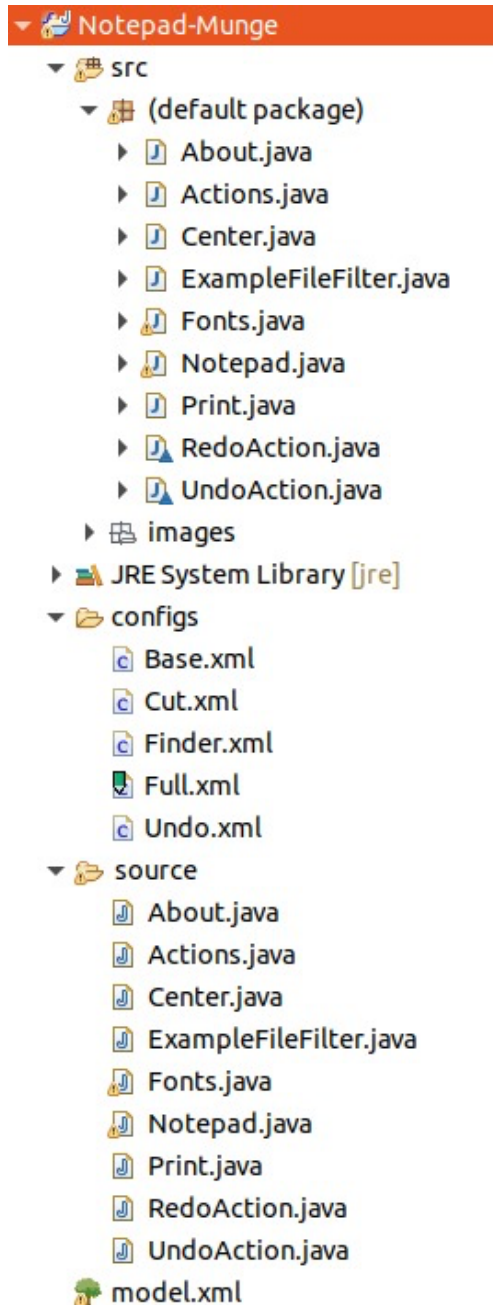 Notepad-Munge
src
(default package)
About.java
Actions.java
Center.java
ExampleFileFilter.java
Fonts.java
Notepad.java
Print.java
RedoAction.java
UndoAction.java
images
JRE System Library [jre]
configs
Base.xml
Cut.xml
Finder.xml
Full.xml
Undo.xml
source
About.java
Actions.java
Center.java
ExampleFileFilter.java
Fonts.java
Notepad.java
Print.java
RedoAction.java
UndoAction.java
model.xml